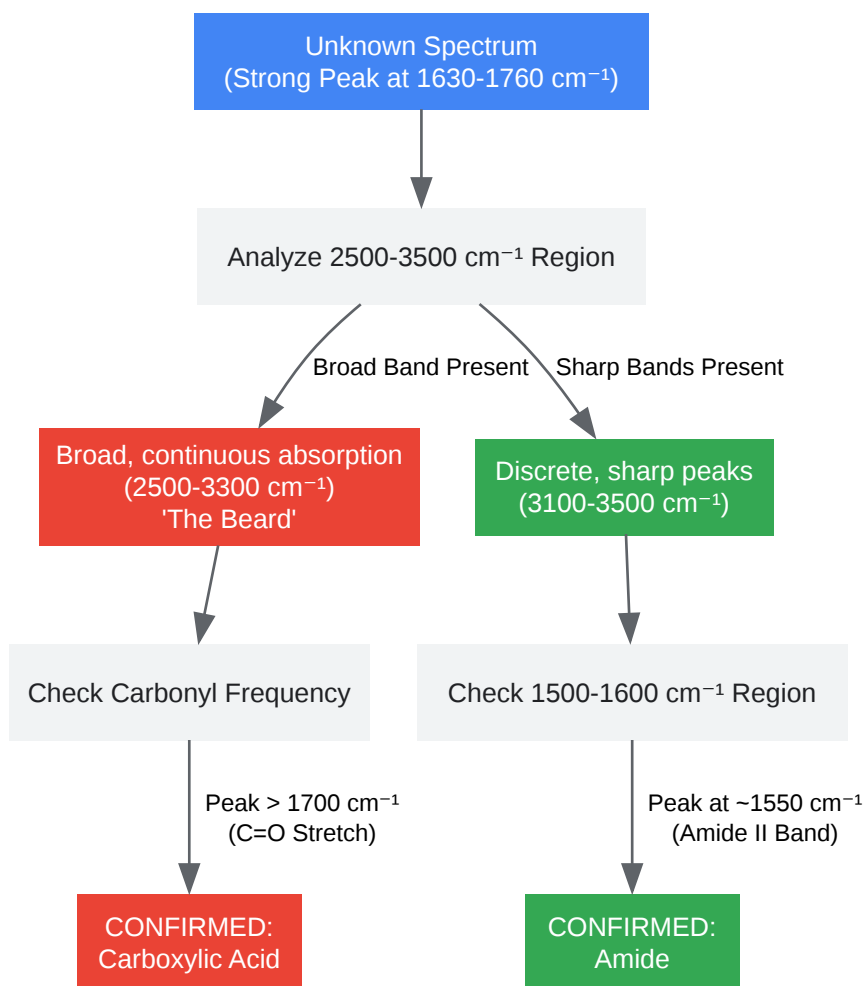 Unknown Spectrum
(Strong Peak at 1630-1760 cm⁻¹)
Analyze 2500-3500 cm⁻¹ Region
Broad Band Present
Sharp Bands Present
Broad, continuous absorption
(2500-3300 cm⁻¹)
'The Beard'
Discrete, sharp peaks
(3100-3500 cm⁻¹)
Check Carbonyl Frequency
Check 1500-1600 cm⁻¹ Region
Peak > 1700 cm⁻¹
(C=O Stretch)
Peak at ~1550 cm⁻¹
(Amide II Band)
CONFIRMED:
Carboxylic Acid
CONFIRMED:
Amide